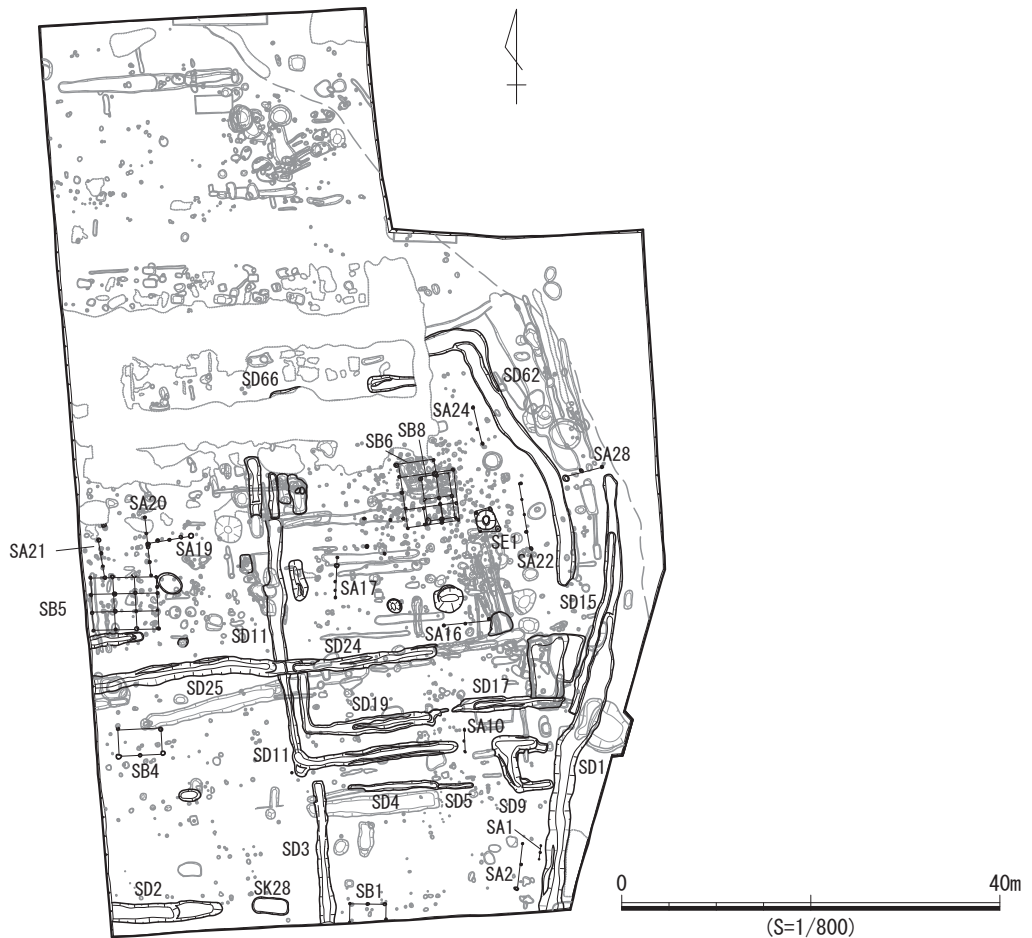 SD66
SD62
SA24
SB8
SB6
SA28
SA20
SA21
SA19
SE1
SA22
SB5
SA17
SD15
SD11
SD24
SA16
SD25
SD19
SD17
SA10
SD11
SB4
SD1
SD4
SD5
SD9
SA1
SD3
SA2
SD2
SK28
SB1
0
40m
(S=1/800)